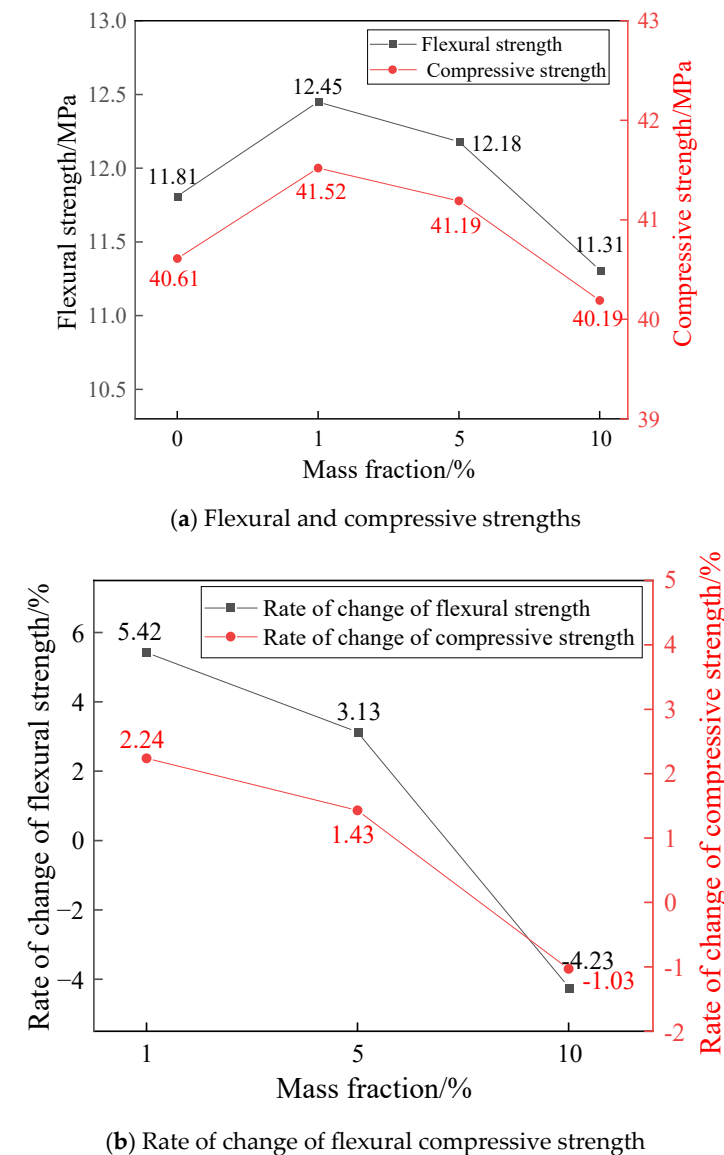 13.0
12.5
12.0
11.5
11.0
10.5
Flexural strength/MPa
43
42
41
40
39
Compressive strength/MPa
Flexural strength
Compressive strength
11.81
12.45
12.18
11.31
40.61
41.52
41.19
40.19
0 1 5 10
Mass fraction/%
(a) Flexural and compressive strengths
6
4
2
0
−2
−4
Rate of change of flexural strength/%
5
4
3
2
1
0
-1
-2
Rate of change of compressive strength/%
Rate of change of flexural strength
Rate of change of compressive strength
5.42
3.13
-4.23
2.24
1.43
-1.03
1 5 10
Mass fraction/%
(b) Rate of change of flexural compressive strength